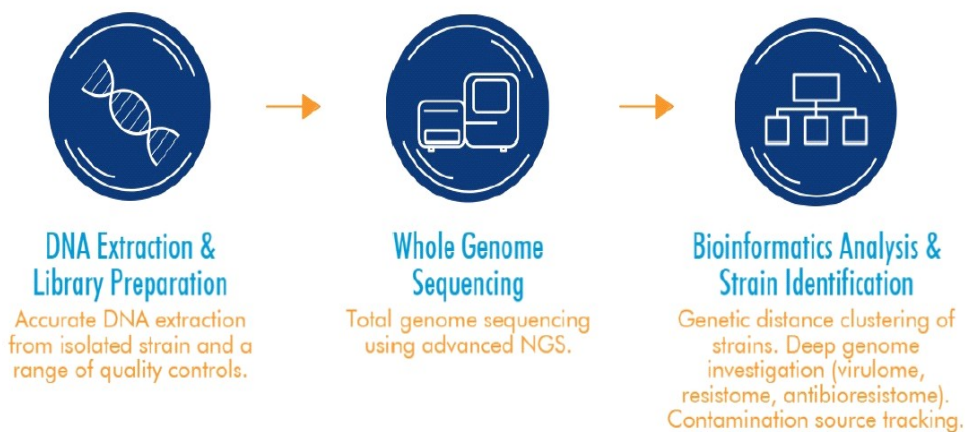 DNA Extraction &
Library Preparation
Accurate DNA extraction
from isolated strain and a
range of quality controls.
Whole Genome
Sequencing
Total genome sequencing
using advanced NGS.
Bioinformatics Analysis &
Strain Identification
Genetic distance clustering of
strains. Deep genome
investigation (virulome,
resistome, antibioresistome).
Contamination source tracking.